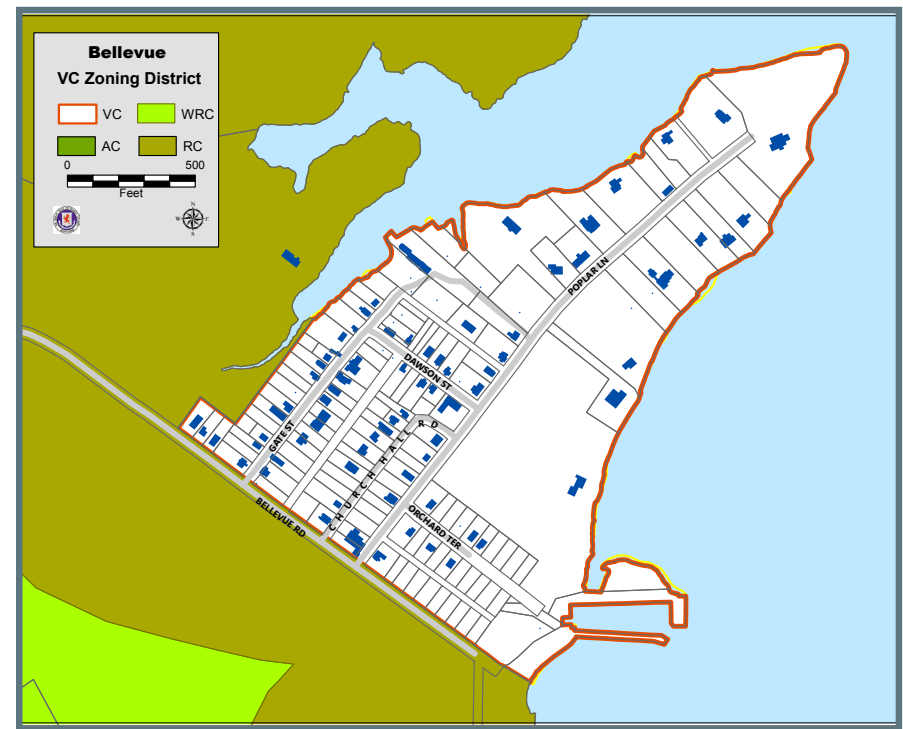 Bellevue
VC Zoning District
VC WRC
AC RC
0 500
Feet
N
W E
S
POPLAR LN
DAWSON ST
GATE ST
CHURCH HALL RD
ORCHARD TER
BELLEVUE RD